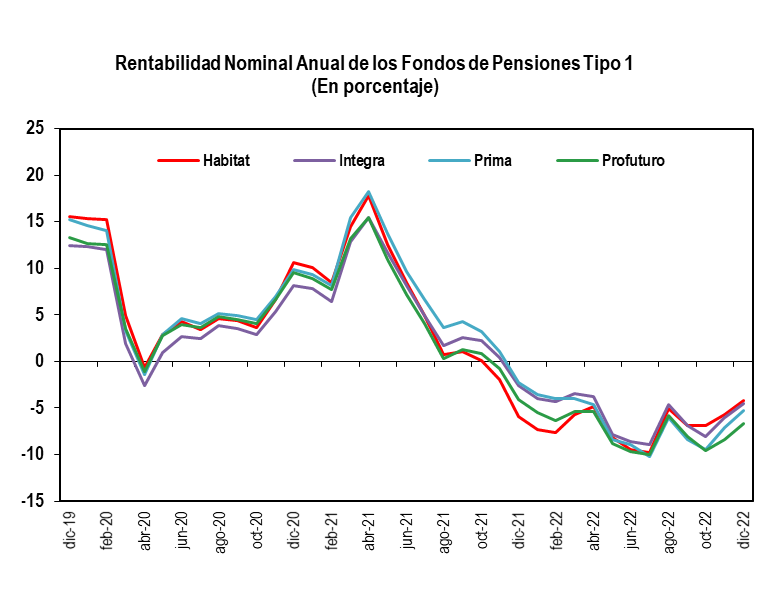 Rentabilidad Nominal Anual de los Fondos de Pensiones Tipo 1
(En porcentaje)
25
20
15
10
5
0
-5
-10
-15
Habitat Integra Prima Profuturo
dic-19 feb-20 abr-20 jun-20 ago-20 oct-20 dic-20 feb-21 abr-21 jun-21 ago-21 oct-21 dic-21 feb-22 abr-22 jun-22 ago-22 oct-22 dic-22